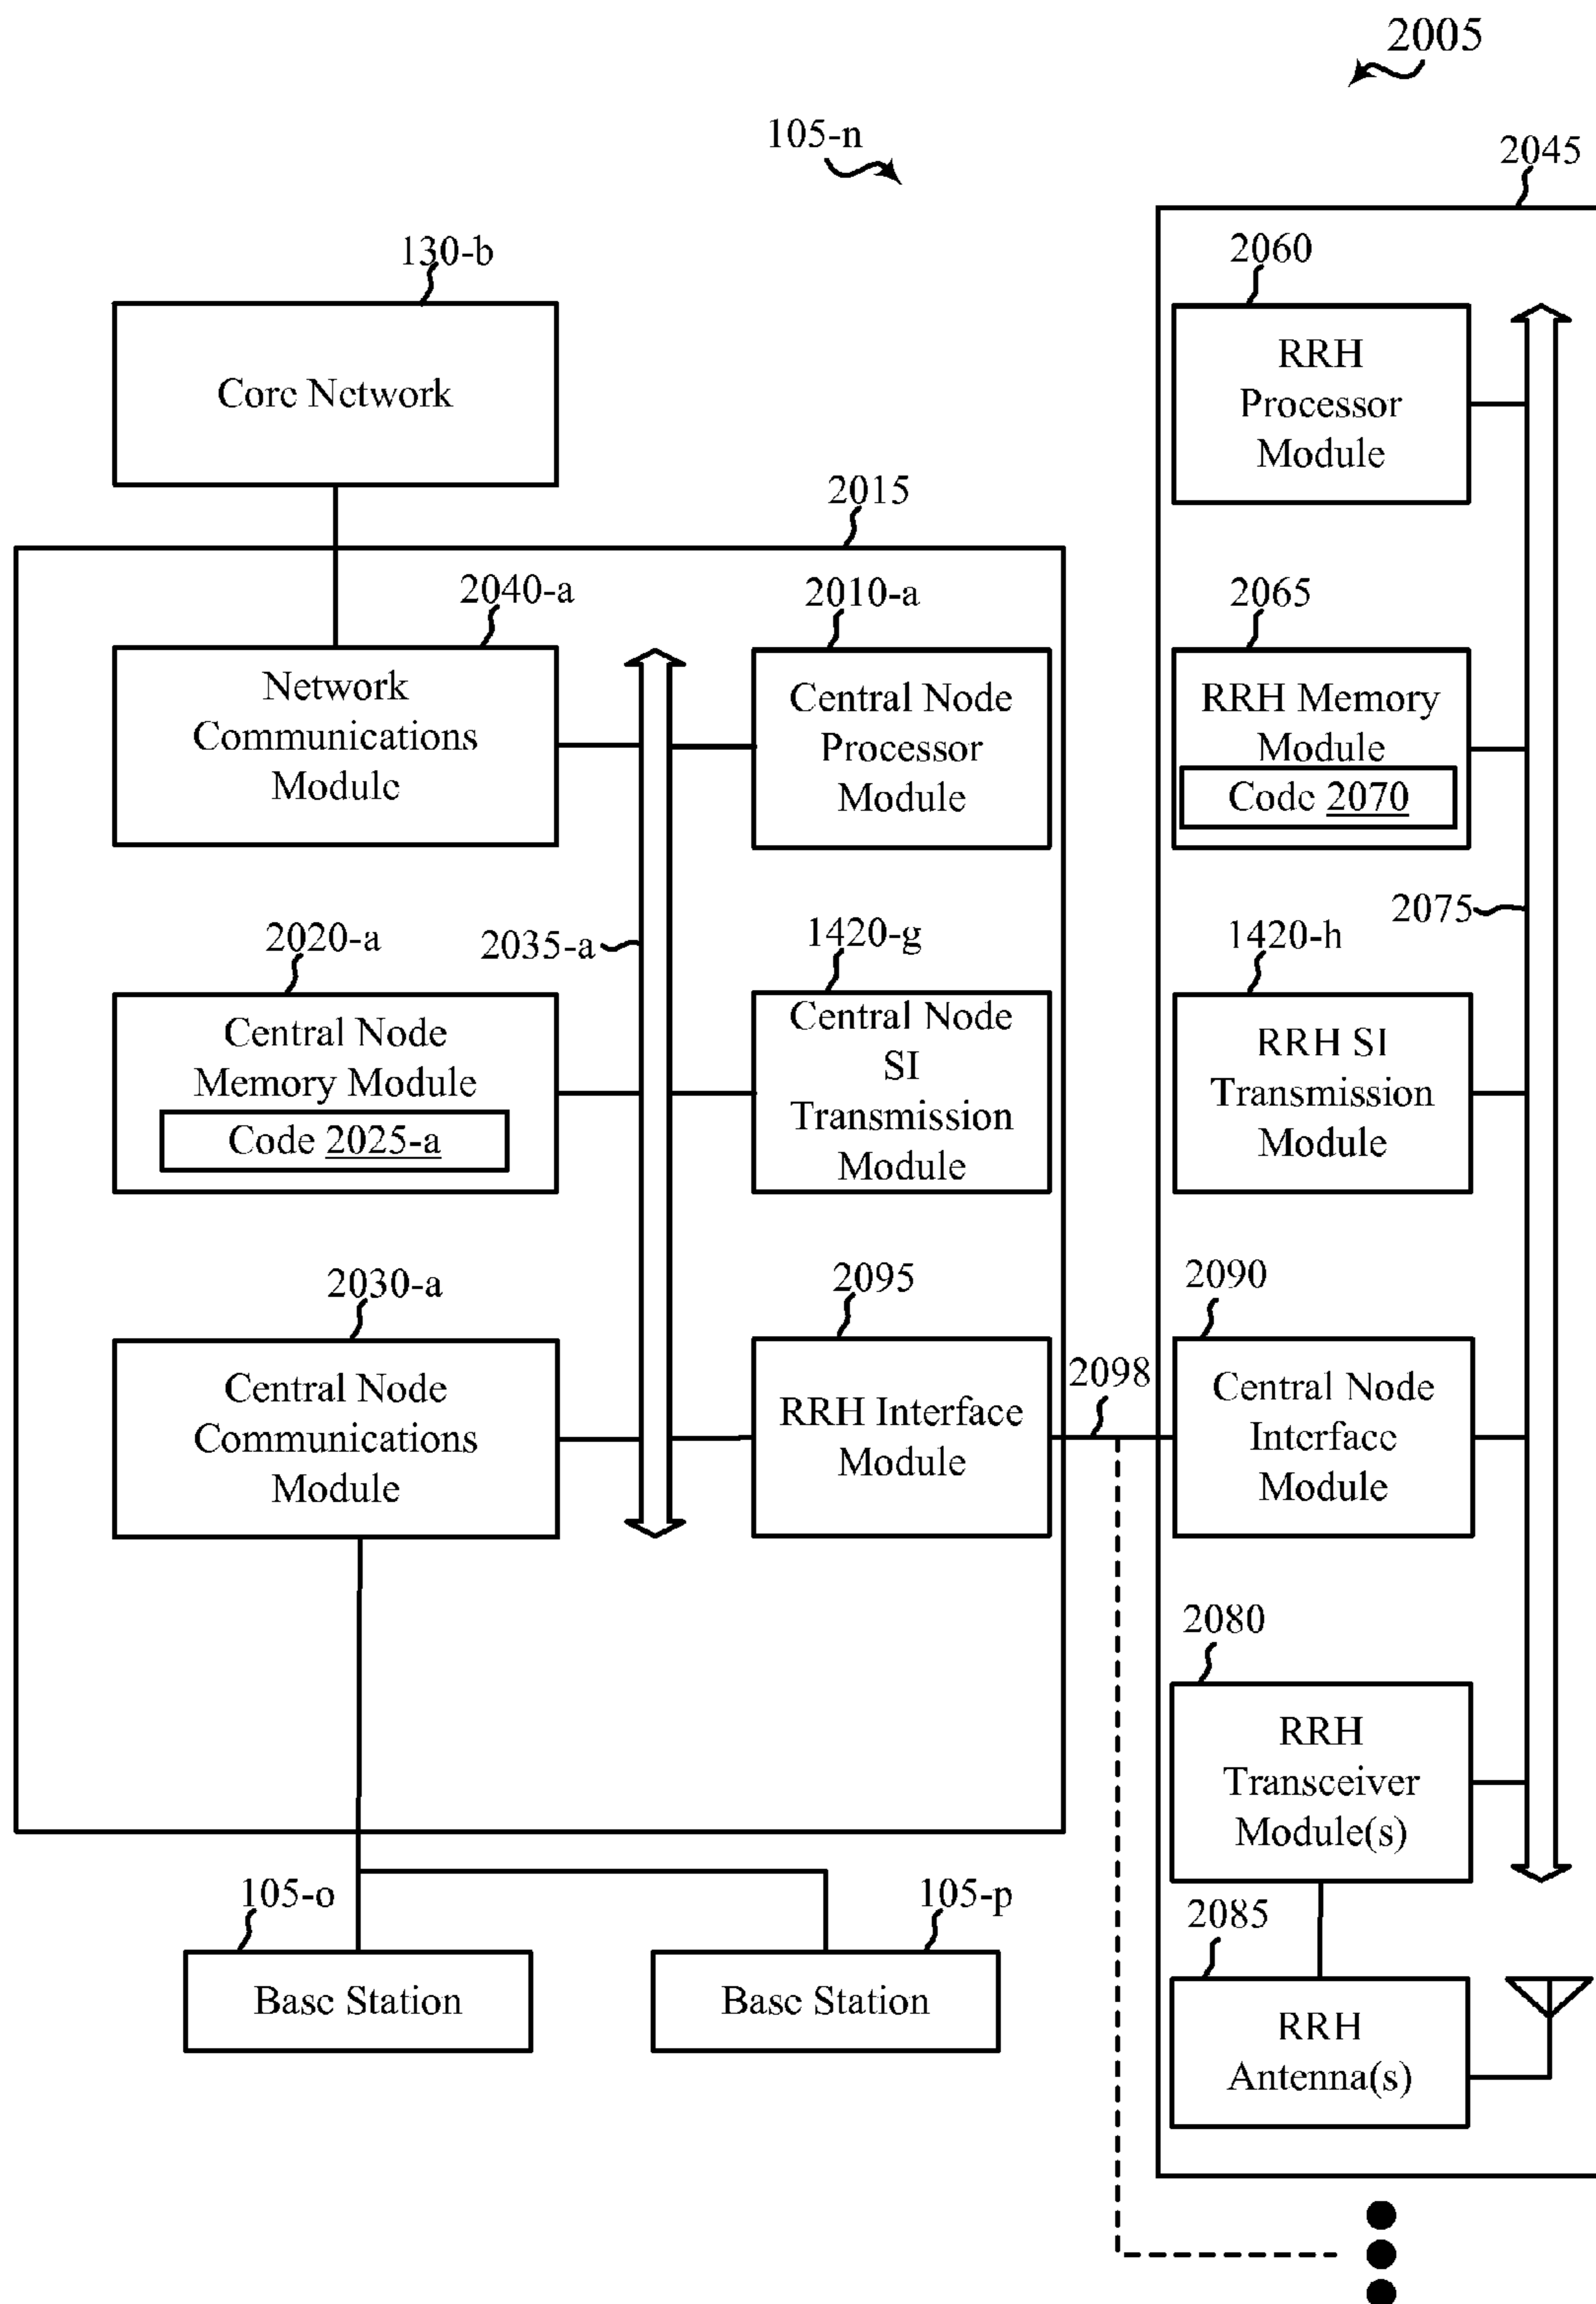 2005
105-n
2045
130-b
Core Network
2060
RRH
Processor
Module
2015
2040-a
Network
Communications
Module
2010-a
Central Node
Processor
Module
2065
RRH Memory
Module
Code 2070
2075
2020-a
Central Node
Memory Module
Code 2025-a
2035-a
1420-g
Central Node
SI
Transmission
Module
1420-h
RRH SI
Transmission
Module
2030-a
Central Node
Communications
Module
2095
RRH Interface
Module
2098
2090
Central Node
Interface
Module
2080
RRH
Transceiver
Module(s)
105-o
Base Station
105-p
Base Station
2085
RRH
Antenna(s)